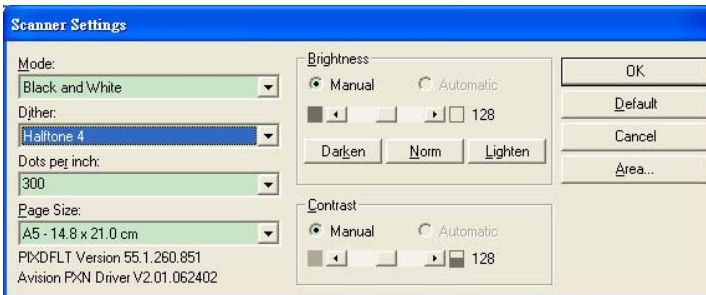 Scanner Settings
Mode:
Black and White
Dither:
Halftone 4
Dots per inch:
300
Page Size:
A5 - 14.8 x 21.0 cm
PIXDFLT Version 55.1.260.851
Avision PXN Driver V2.01.062402
Brightness
Manual Automatic
128
Darken Norm Lighten
Contrast
Manual Automatic
128
OK
Default
Cancel
Area...